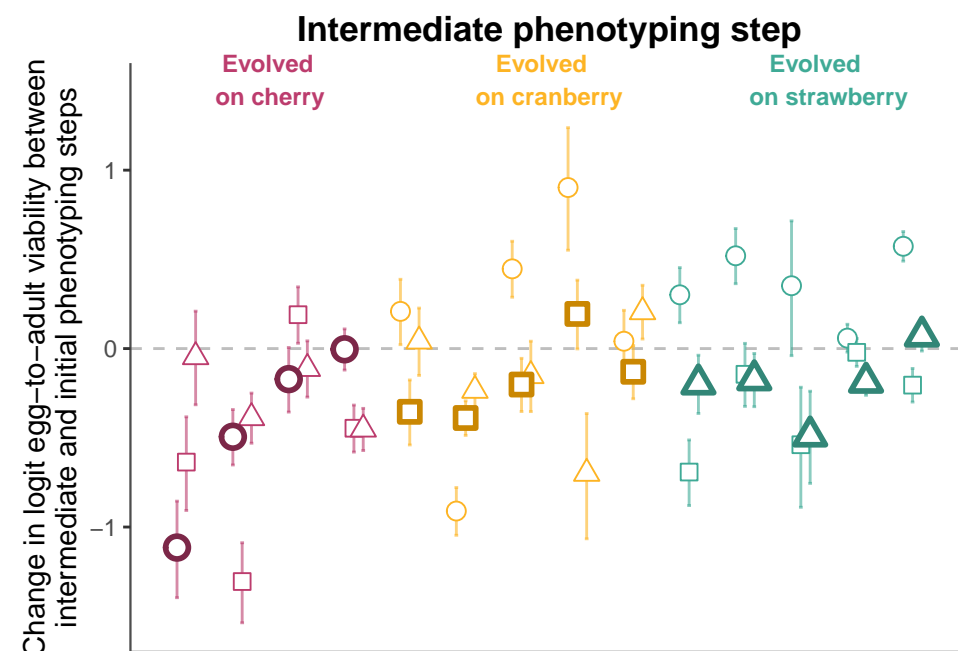 Intermediate phenotyping step
Evolved
on cherry
Evolved
on cranberry
Evolved
on strawberry
Change in logit egg−to−adult viability between
intermediate and initial phenotyping steps
1
0
−1